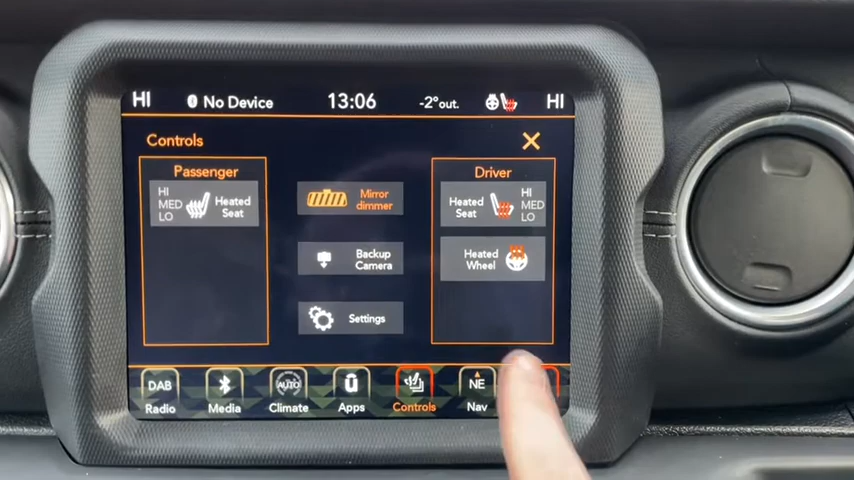 HI
No Device
13:06
-2°out.
HI
Controls
Passenger
HI
MED
LO
Heated
Seat
Mirror
dimmer
Backup
Camera
Settings
Driver
Heated
Seat
HI
MED
LO
Heated
Wheel
DAB
Radio
Media
AUTO
Climate
Apps
Controls
NE
Nav